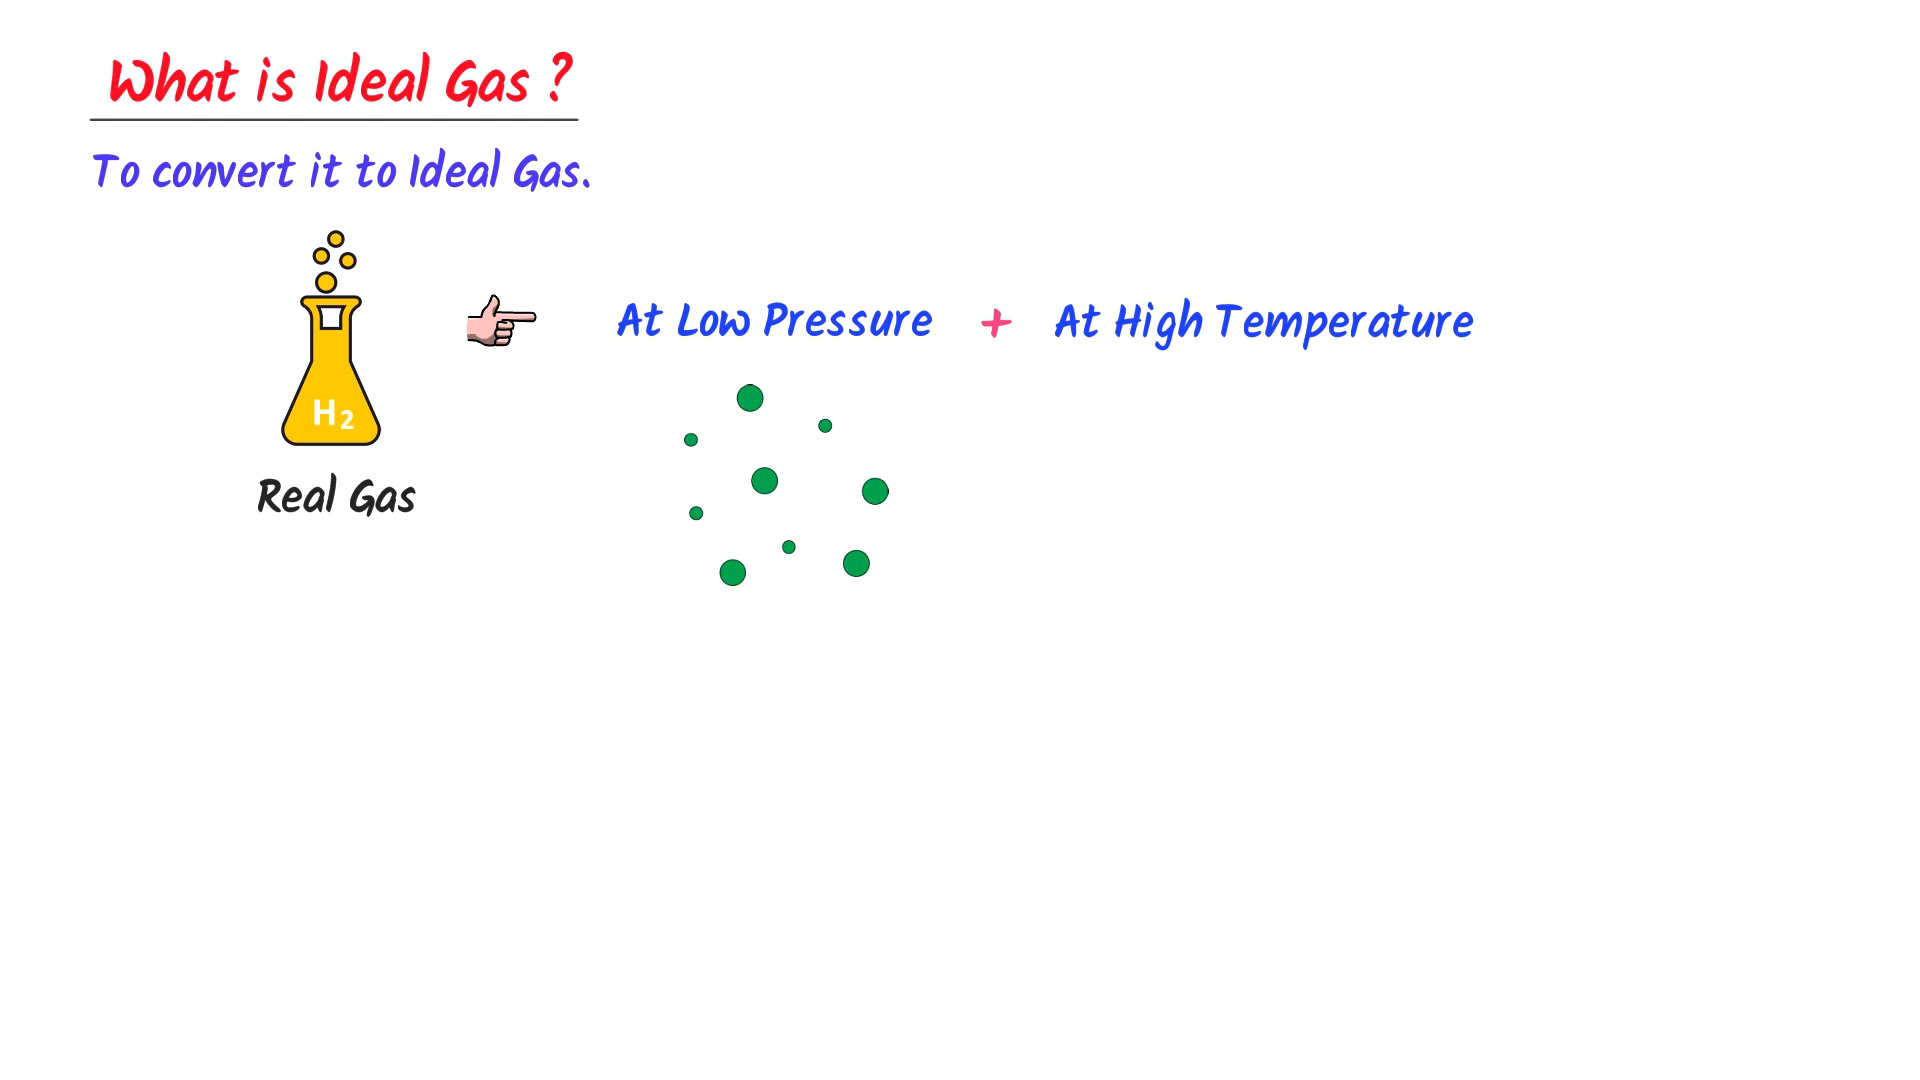 What is Ideal Gas ?
To convert it to Ideal Gas.
At Low Pressure + At High Temperature
H2
Real Gas